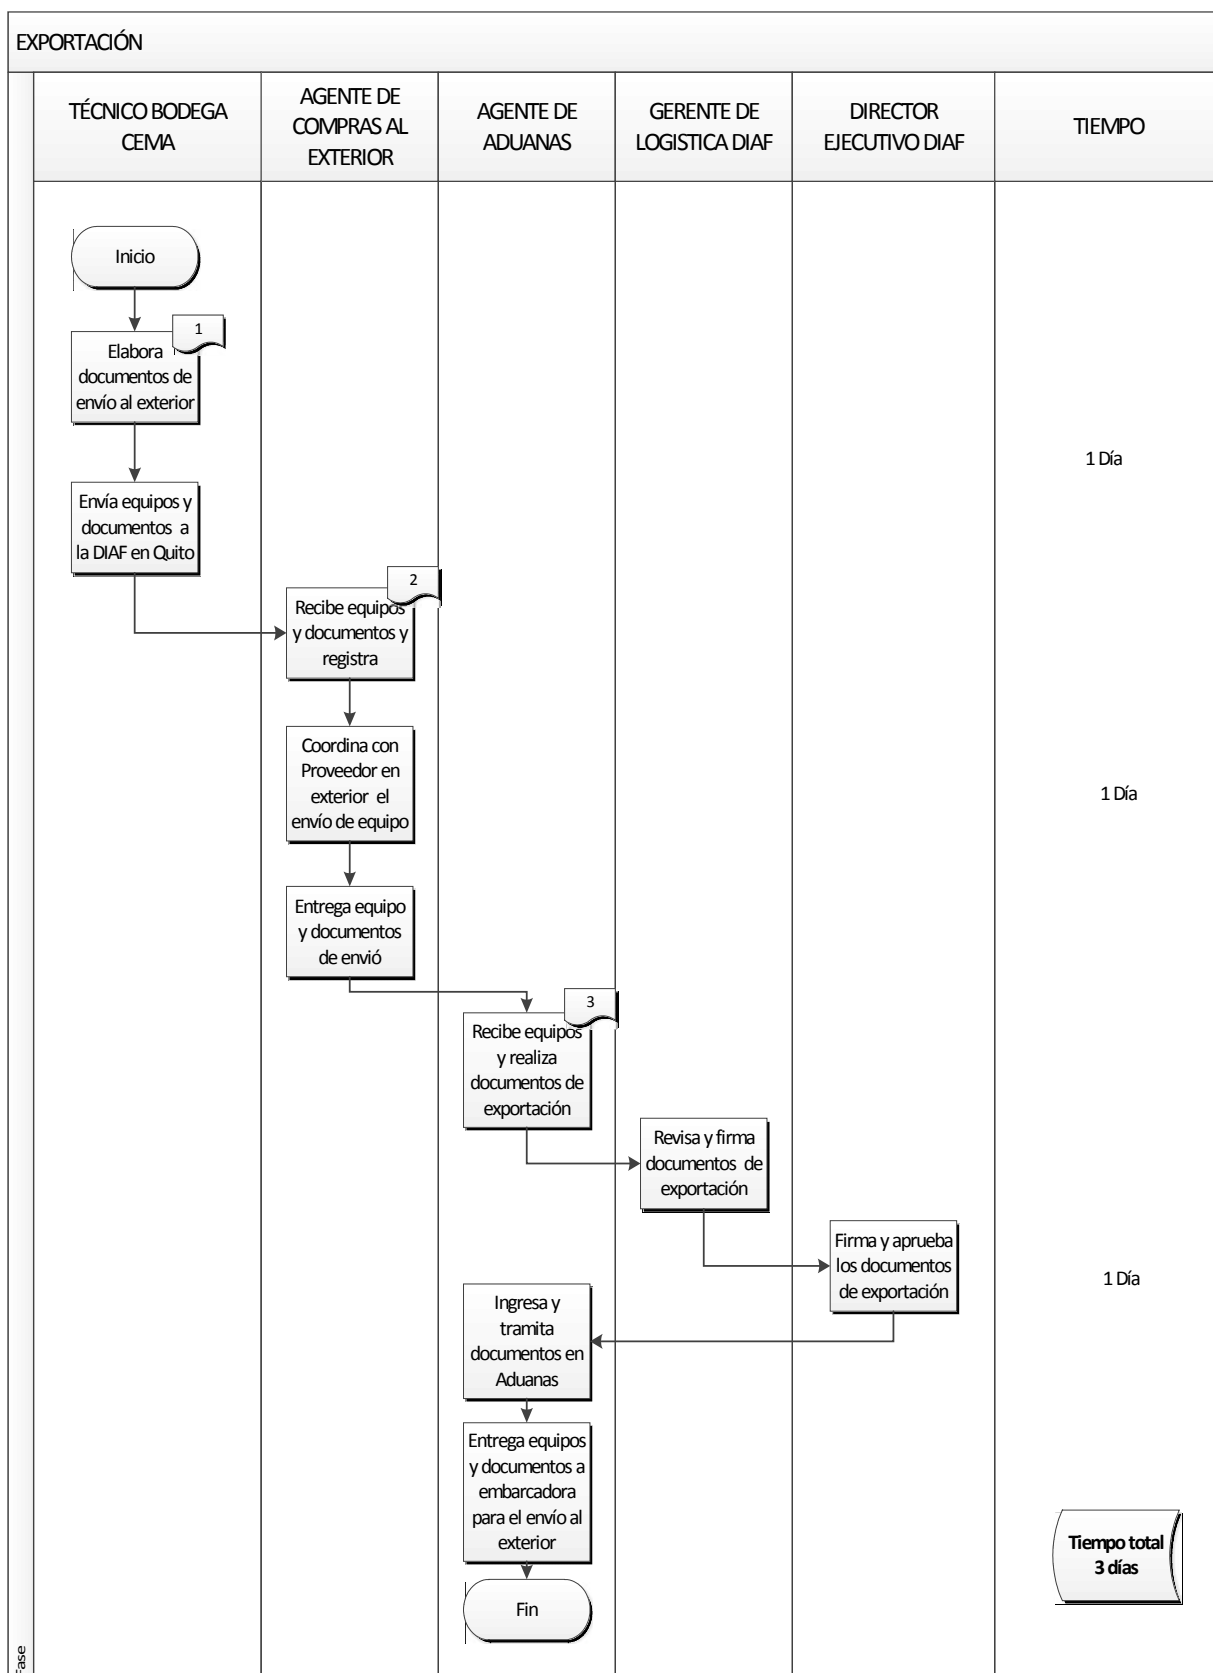 EXPORTACIÓN
TÉCNICO BODEGA
CEMA
AGENTE DE
COMPRAS AL
EXTERIOR
AGENTE DE
ADUANAS
GERENTE DE
LOGISTICA DIAF
DIRECTOR
EJECUTIVO DIAF
TIEMPO
Inicio
1
Elabora
documentos de
envío al exterior
1 Día
Envía equipos y
documentos a
la DIAF en Quito
2
Recibe equipos
y documentos y
registra
Coordina con
Proveedor en
exterior el
envío de equipo
1 Día
Entrega equipo
y documentos
de envió
3
Recibe equipos
y realiza
documentos de
exportación
Revisa y firma
documentos de
exportación
Firma y aprueba
los documentos
de exportación
1 Día
Ingresa y
tramita
documentos en
Aduanas
Entrega equipos
y documentos a
embarcadora
para el envío al
exterior
Tiempo total
3 días
Fin
Fase